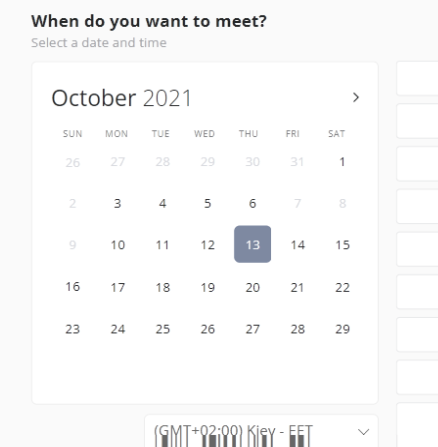 When do you want to meet?
Select a date and time
October 2021
SUN MON TUE WED THU FRI SAT
26 27 28 29 30 31 1
2 3 4 5 6 7 8
9 10 11 12 13 14 15
16 17 18 19 20 21 22
23 24 25 26 27 28 29
(GMT+02:00) Kiev - EET